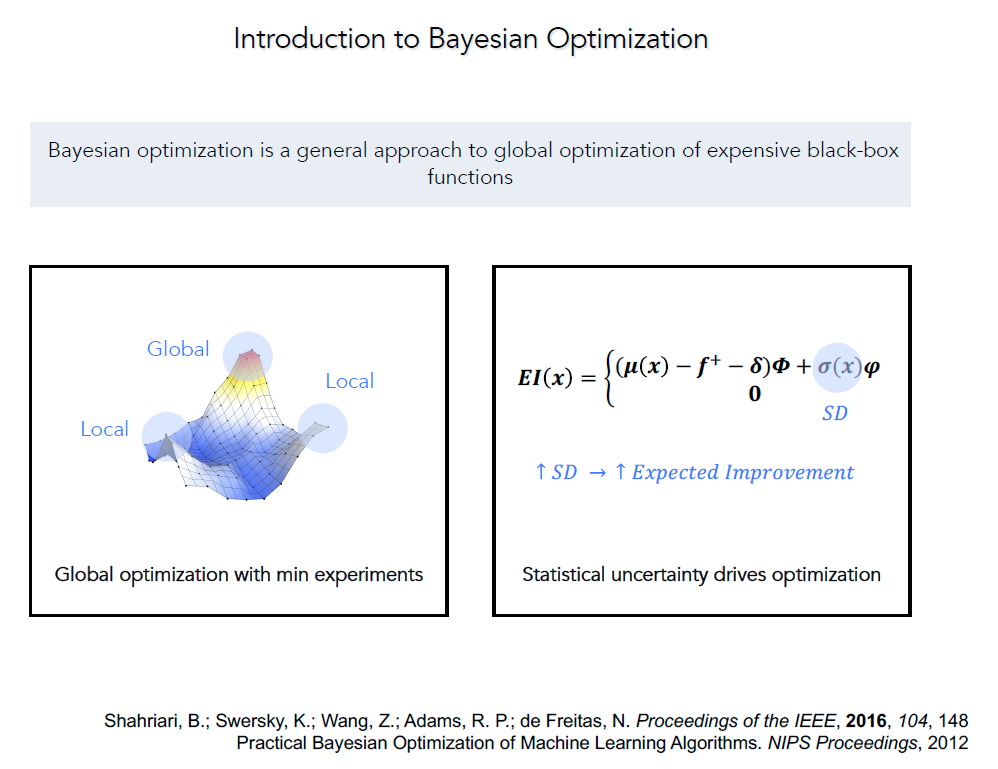 Introduction to Bayesian Optimization
Bayesian optimization is a general approach to global optimization of expensive black-box
functions
Global
Local
Local
Global optimization with min experiments
𝑬𝑰(𝒙) = {(𝝁(𝒙) − 𝒇⁺ − 𝜹)𝜱 + 𝝈(𝒙)𝝋
𝟎
SD
↑ SD → ↑ Expected Improvement
Statistical uncertainty drives optimization
Shahriari, B.; Swersky, K.; Wang, Z.; Adams, R. P.; de Freitas, N. Proceedings of the IEEE, 2016, 104, 148
Practical Bayesian Optimization of Machine Learning Algorithms. NIPS Proceedings, 2012